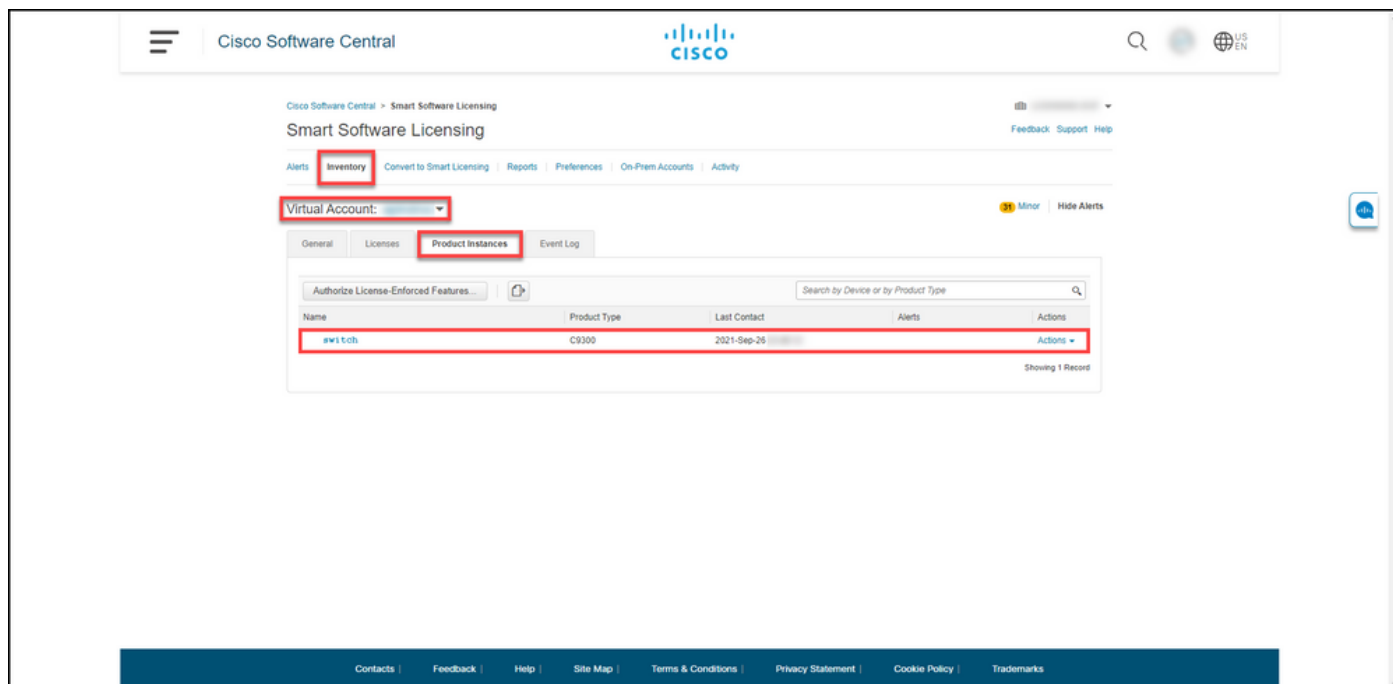 Cisco Software Central
CISCO
US
EN
Cisco Software Central > Smart Software Licensing
Smart Software Licensing
Feedback Support Help
Alerts Inventory Convert to Smart Licensing | Reports | Preferences | On-Prem Accounts | Activity
Virtual Account:
31 Minor | Hide Alerts
General Licenses Product Instances Event Log
Authorize License-Enforced Features...
Search by Device or by Product Type
Name Product Type Last Contact Alerts Actions
switch C9300 2021-Sep-26 Actions
Showing 1 Record
Contacts | Feedback | Help | Site Map | Terms & Conditions | Privacy Statement | Cookie Policy | Trademarks